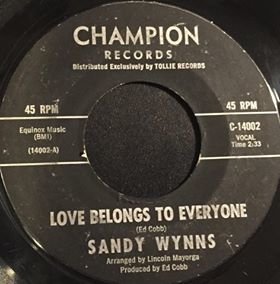 CHAMPION
RECORDS
Distributed Exclusively by TOLLIE RECORDS
45 RPM
45 RPM
Equinox Music
(BMI)
(14002-A)
C-14002
VOCAL
Time 2:33
LOVE BELONGS TO EVERYONE
(Ed Cobb)
SANDY WYNNS
Arranged by Lincoln Mayorga
Produced by Ed Cobb